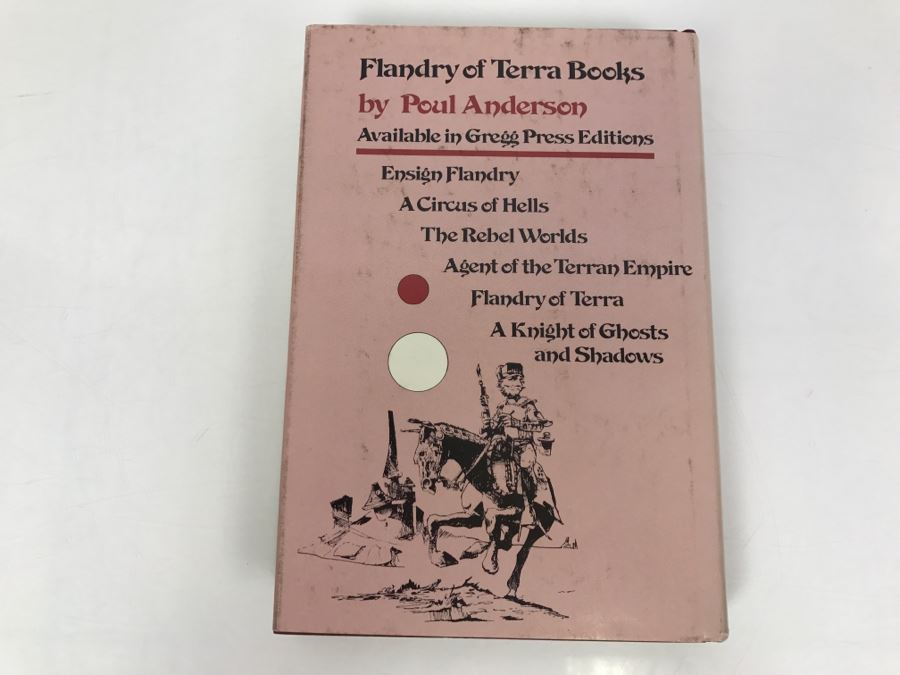 Flandry of Terra Books
by Poul Anderson
Available in Gregg Press Editions
Ensign Flandry
A Circus of Hells
The Rebel Worlds
Agent of the Terran Empire
Flandry of Terra
A Knight of Ghosts
and Shadows